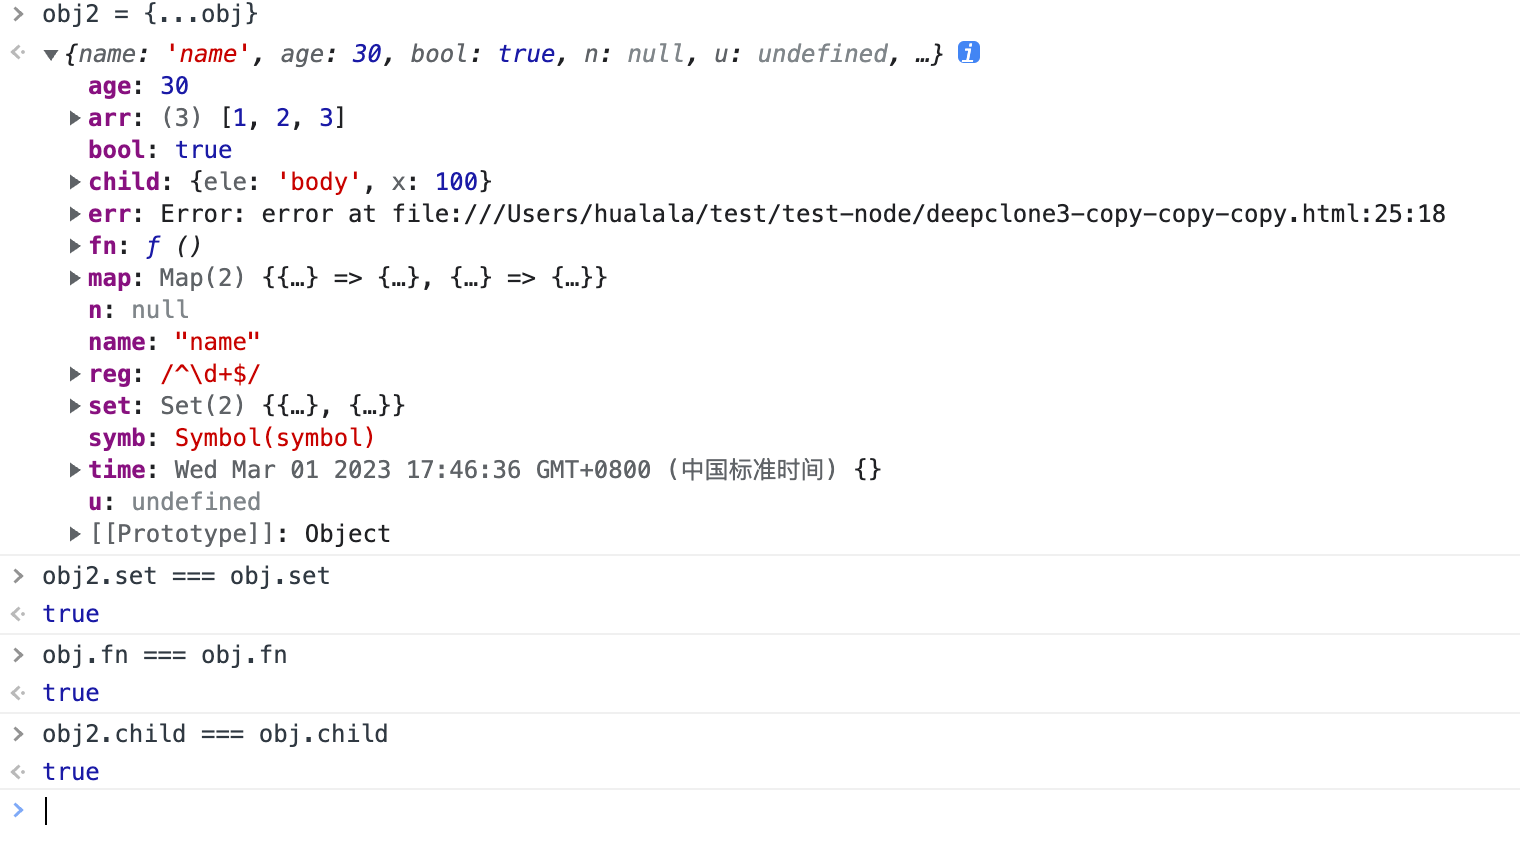 > obj2 = {...obj}
{name: 'name', age: 30, bool: true, n: null, u: undefined, …} i
age: 30
arr: (3) [1, 2, 3]
bool: true
child: {ele: 'body', x: 100}
err: Error: error at file:///Users/hualala/test/test-node/deepclone3-copy-copy-copy.html:25:18
fn: ƒ ()
map: Map(2) {{…} => {…}, {…} => {…}}
n: null
name: "name"
reg: /^\d+$/
set: Set(2) {{…}, {…}}
symb: Symbol(symbol)
time: Wed Mar 01 2023 17:46:36 GMT+0800 (中国标准时间) {}
u: undefined
[[Prototype]]: Object
> obj2.set === obj.set
true
> obj.fn === obj.fn
true
> obj2.child === obj.child
true
>